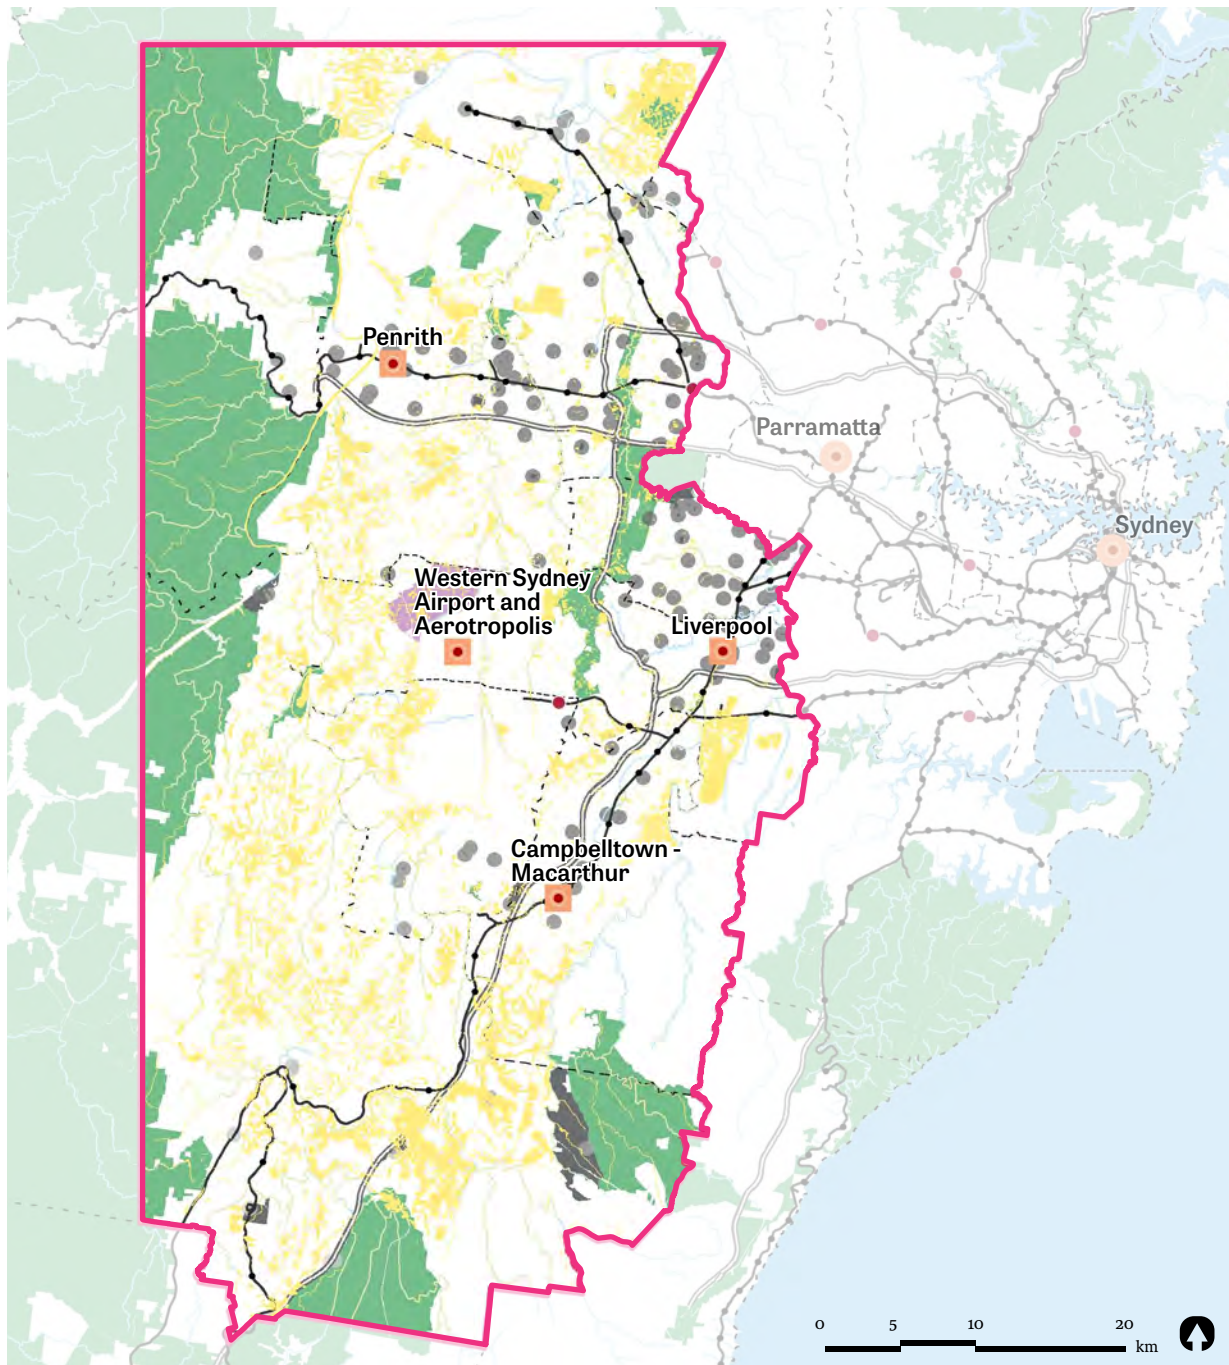 Penrith
Parramatta
Sydney
Western Sydney
Airport and
Aerotropolis
Liverpool
Campbelltown -
Macarthur
0 5 10 20
km